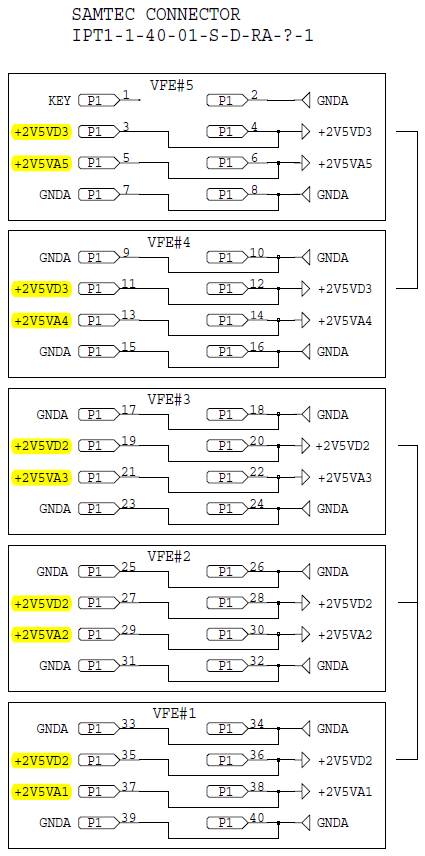 SAMTEC CONNECTOR
IPT1-1-40-01-S-D-RA-?-1
VFE#5
KEY P1 1 P1 2 GNDA
+2V5VD3 P1 3 P1 4 +2V5VD3
+2V5VA5 P1 5 P1 6 +2V5VA5
GNDA P1 7 P1 8 GNDA
VFE#4
GNDA P1 9 P1 10 GNDA
+2V5VD3 P1 11 P1 12 +2V5VD3
+2V5VA4 P1 13 P1 14 +2V5VA4
GNDA P1 15 P1 16 GNDA
VFE#3
GNDA P1 17 P1 18 GNDA
+2V5VD2 P1 19 P1 20 +2V5VD2
+2V5VA3 P1 21 P1 22 +2V5VA3
GNDA P1 23 P1 24 GNDA
VFE#2
GNDA P1 25 P1 26 GNDA
+2V5VD2 P1 27 P1 28 +2V5VD2
+2V5VA2 P1 29 P1 30 +2V5VA2
GNDA P1 31 P1 32 GNDA
VFE#1
GNDA P1 33 P1 34 GNDA
+2V5VD2 P1 35 P1 36 +2V5VD2
+2V5VA1 P1 37 P1 38 +2V5VA1
GNDA P1 39 P1 40 GNDA